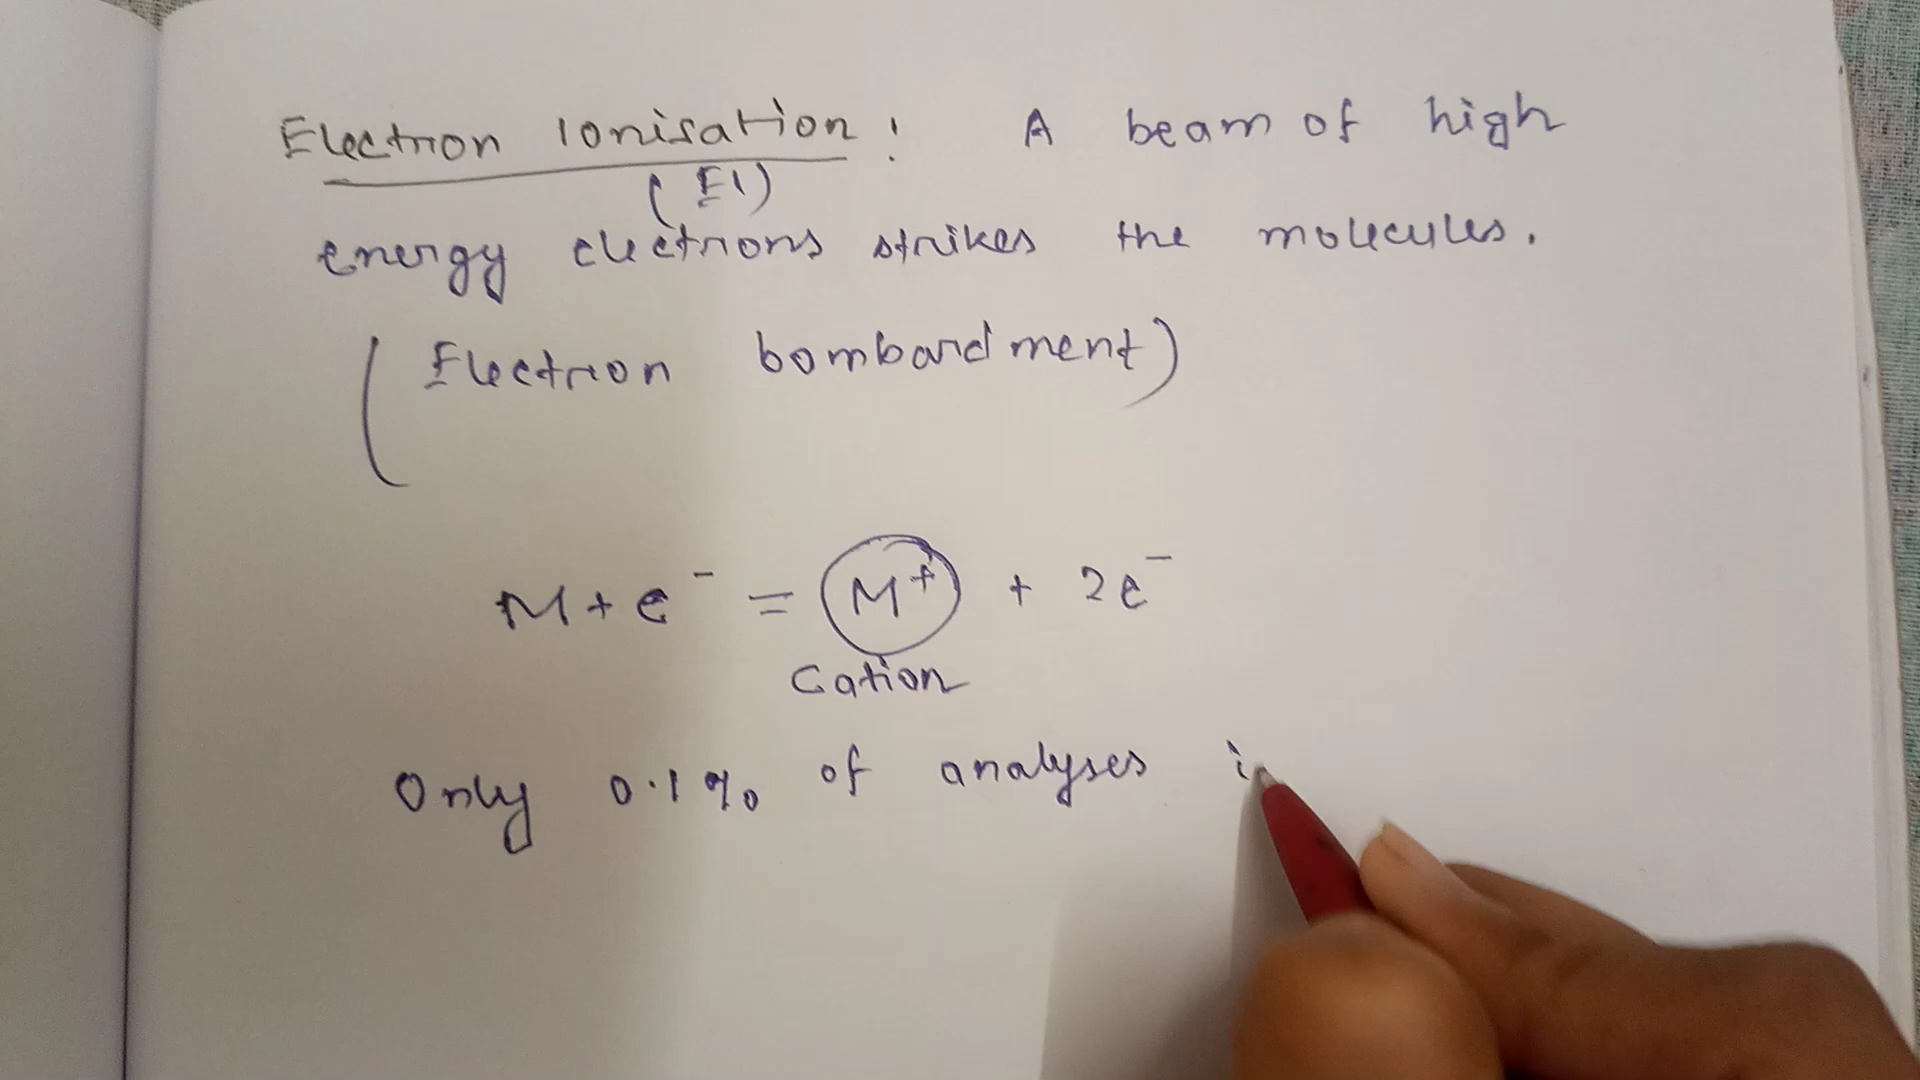 Electron Ionisation : A beam of high
(EI)
energy electrons strikes the molecules.
(Electron bombardment)
M + e⁻ = M⁺ + 2e⁻
Cation
Only 0.1% of analyses